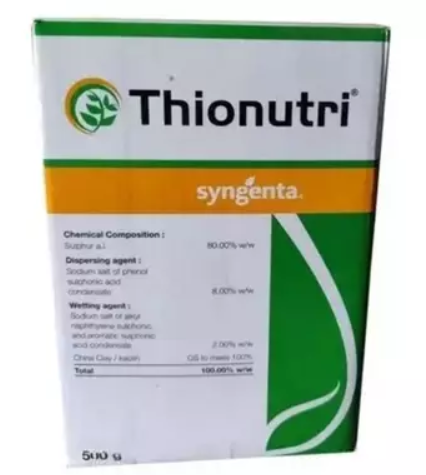 Thionutri®
syngenta®
Chemical Composition :
Sulphur a.i. 80.00% w/w
Dispersing agent :
Sodium salt of phenol
sulphonic acid
condensate 8.00% w/w
Wetting agent :
Sodium salt of alkyl
naphthylene sulphonic
and aromatic sulphonic
acid condensate 2.00% w/w
China Clay / kaolin QS to make 100%
Total 100.00% w/w
500 g